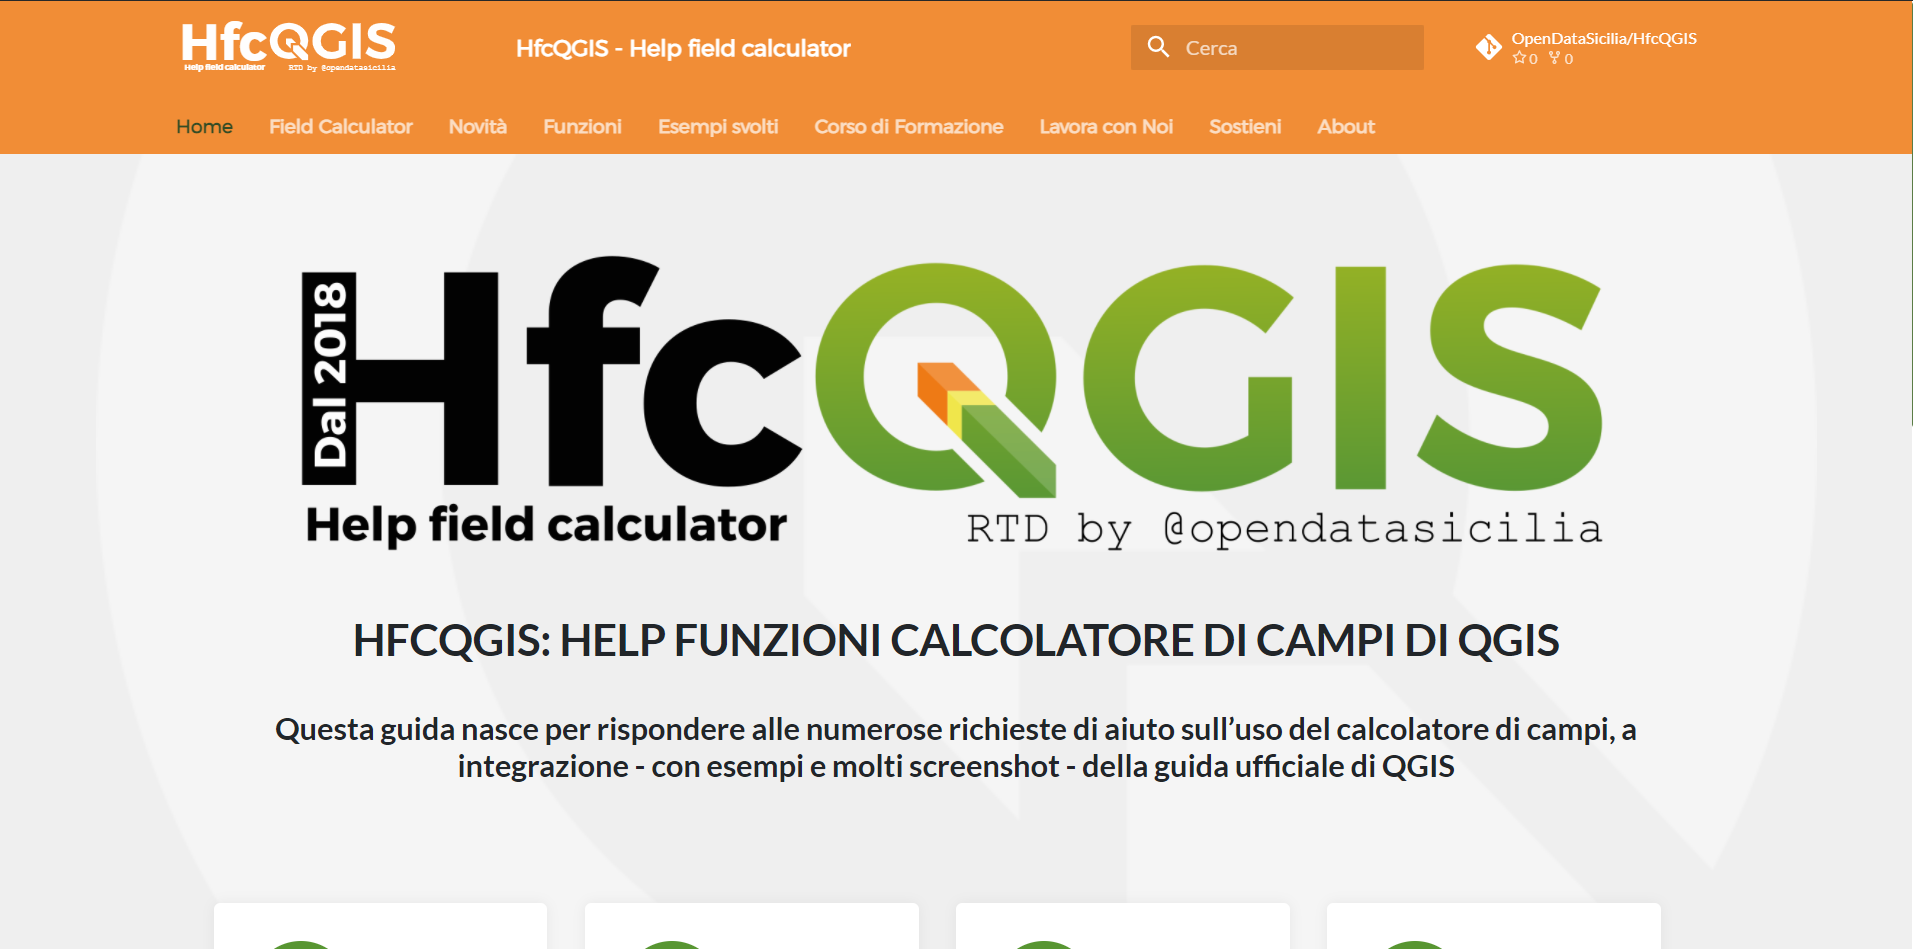 HfcQGIS
Help field calculator
RTD by @opendatasicilia
HfcQGIS - Help field calculator
Cerca
OpenDataSicilia/HfcQGIS
0 0
Home Field Calculator Novità Funzioni Esempi svolti Corso di Formazione Lavora con Noi Sostieni About
Dal 2018
HfcQGIS
Help field calculator
RTD by @opendatasicilia
HFCQGIS: HELP FUNZIONI CALCOLATORE DI CAMPI DI QGIS
Questa guida nasce per rispondere alle numerose richieste di aiuto sull’uso del calcolatore di campi, a
integrazione - con esempi e molti screenshot - della guida ufficiale di QGIS